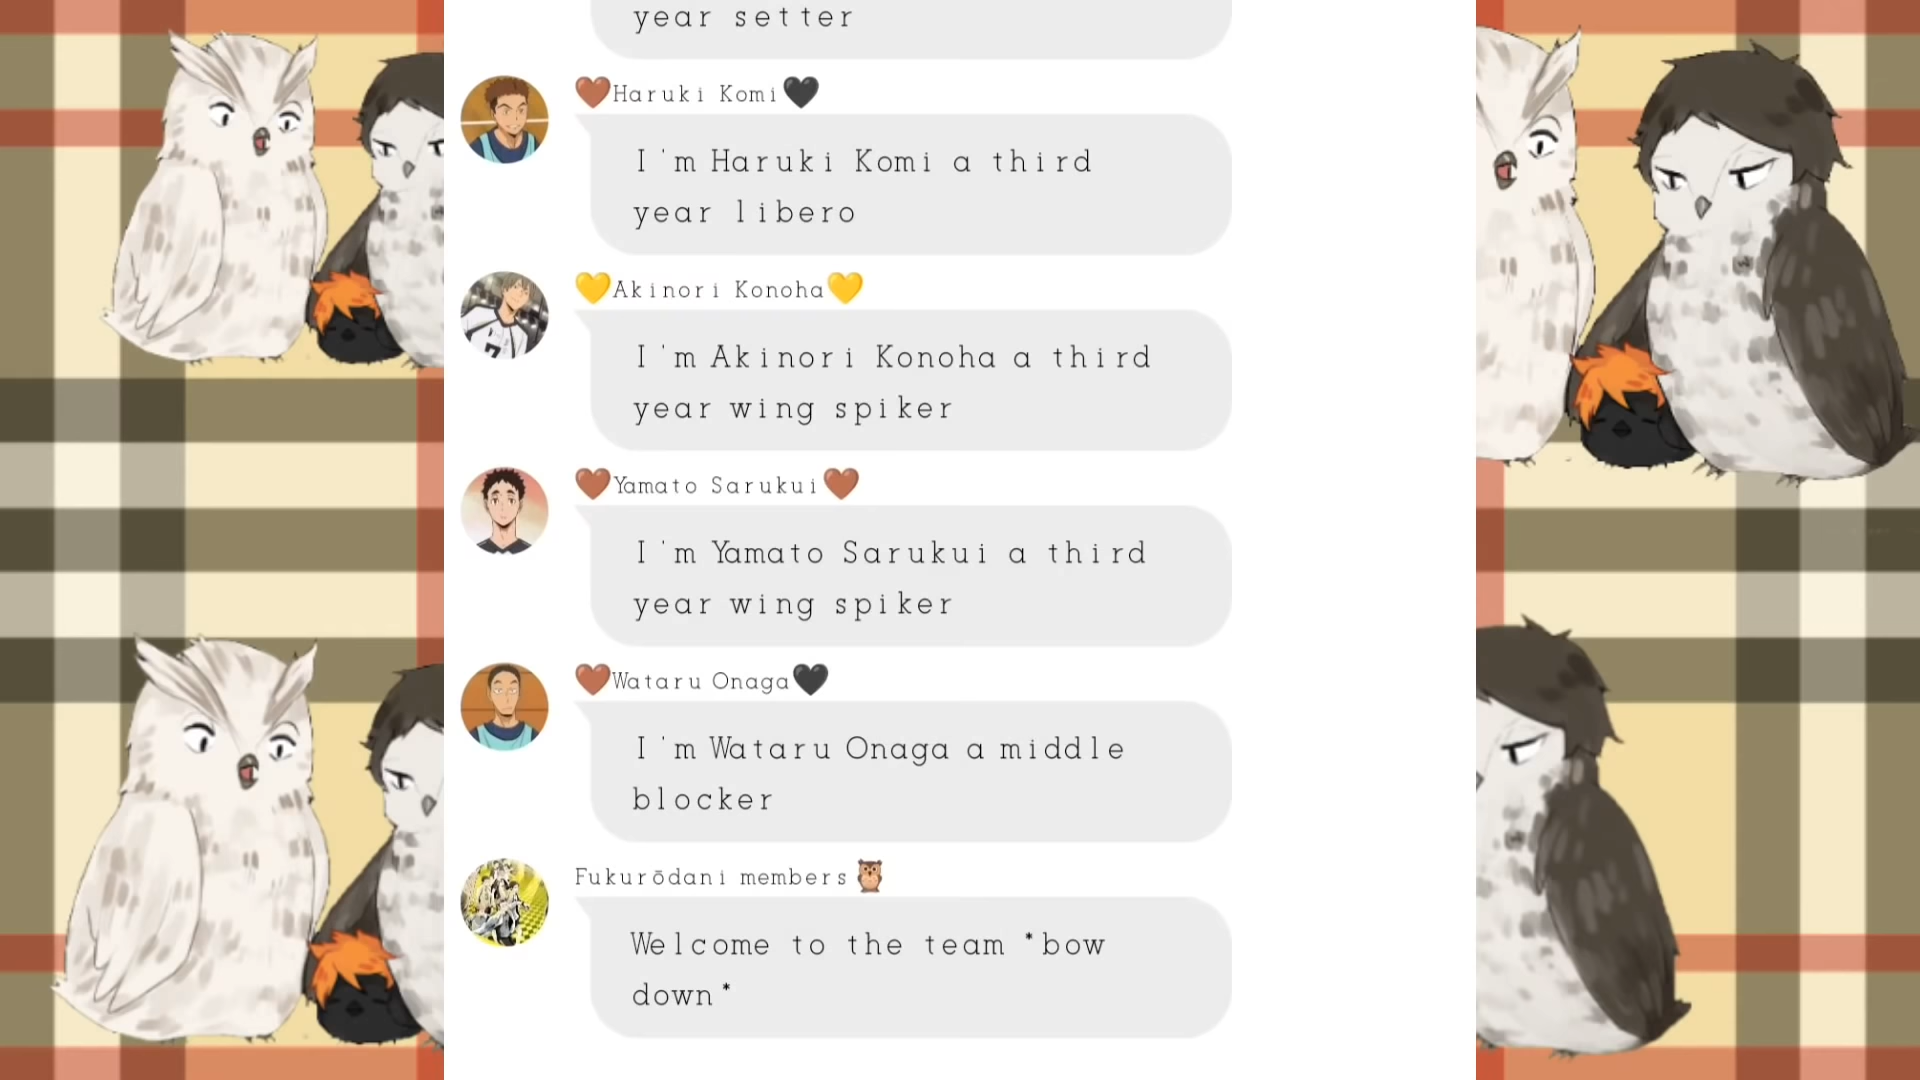 year setter
🤎Haruki Komi🖤
I'm Haruki Komi a third
year libero
💛Akinori Konoha💛
I'm Akinori Konoha a third
year wing spiker
🤎Yamato Sarukui🤎
I'm Yamato Sarukui a third
year wing spiker
🤎Wataru Onaga🖤
I'm Wataru Onaga a middle
blocker
Fukurōdani members🦉
Welcome to the team *bow
down*